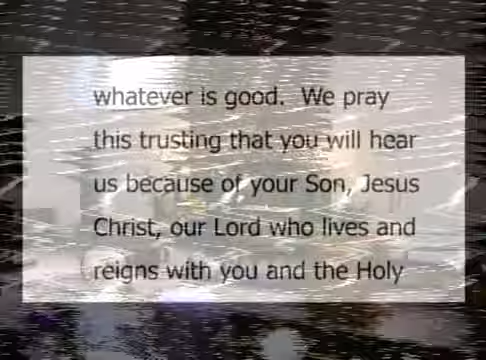 whatever is good.  We pray
this trusting that you will hear
us because of your Son, Jesus
Christ, our Lord who lives and
reigns with you and the Holy